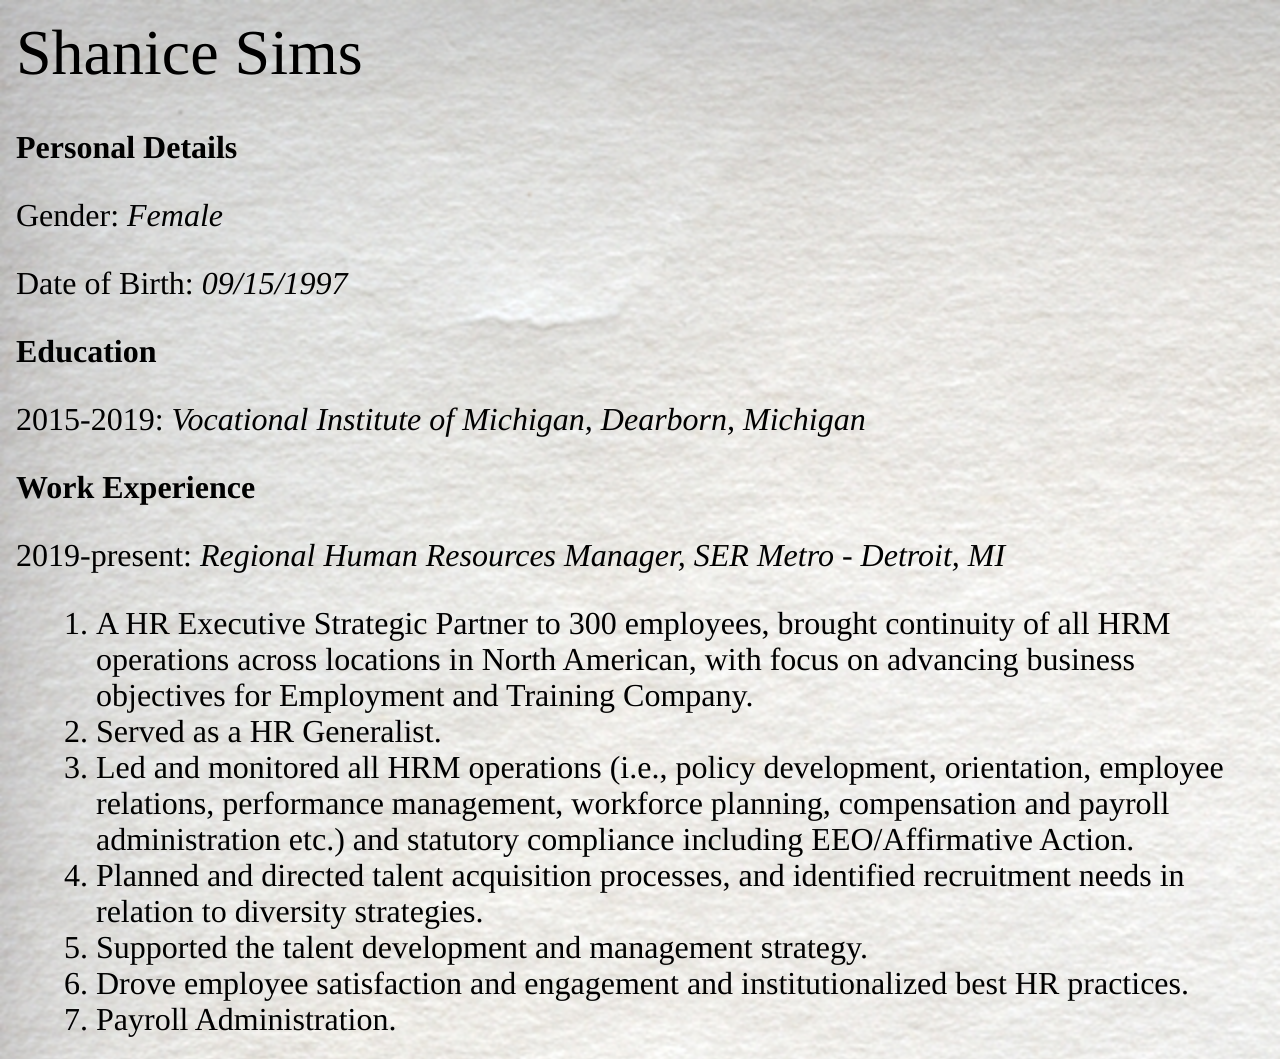 Shanice Sims
Personal Details
Gender: Female
Date of Birth: 09/15/1997
Education
2015-2019: Vocational Institute of Michigan, Dearborn, Michigan
Work Experience
2019-present: Regional Human Resources Manager, SER Metro - Detroit, MI
1. A HR Executive Strategic Partner to 300 employees, brought continuity of all HRM
operations across locations in North American, with focus on advancing business
objectives for Employment and Training Company.
2. Served as a HR Generalist.
3. Led and monitored all HRM operations (i.e., policy development, orientation, employee
relations, performance management, workforce planning, compensation and payroll
administration etc.) and statutory compliance including EEO/Affirmative Action.
4. Planned and directed talent acquisition processes, and identified recruitment needs in
relation to diversity strategies.
5. Supported the talent development and management strategy.
6. Drove employee satisfaction and engagement and institutionalized best HR practices.
7. Payroll Administration.